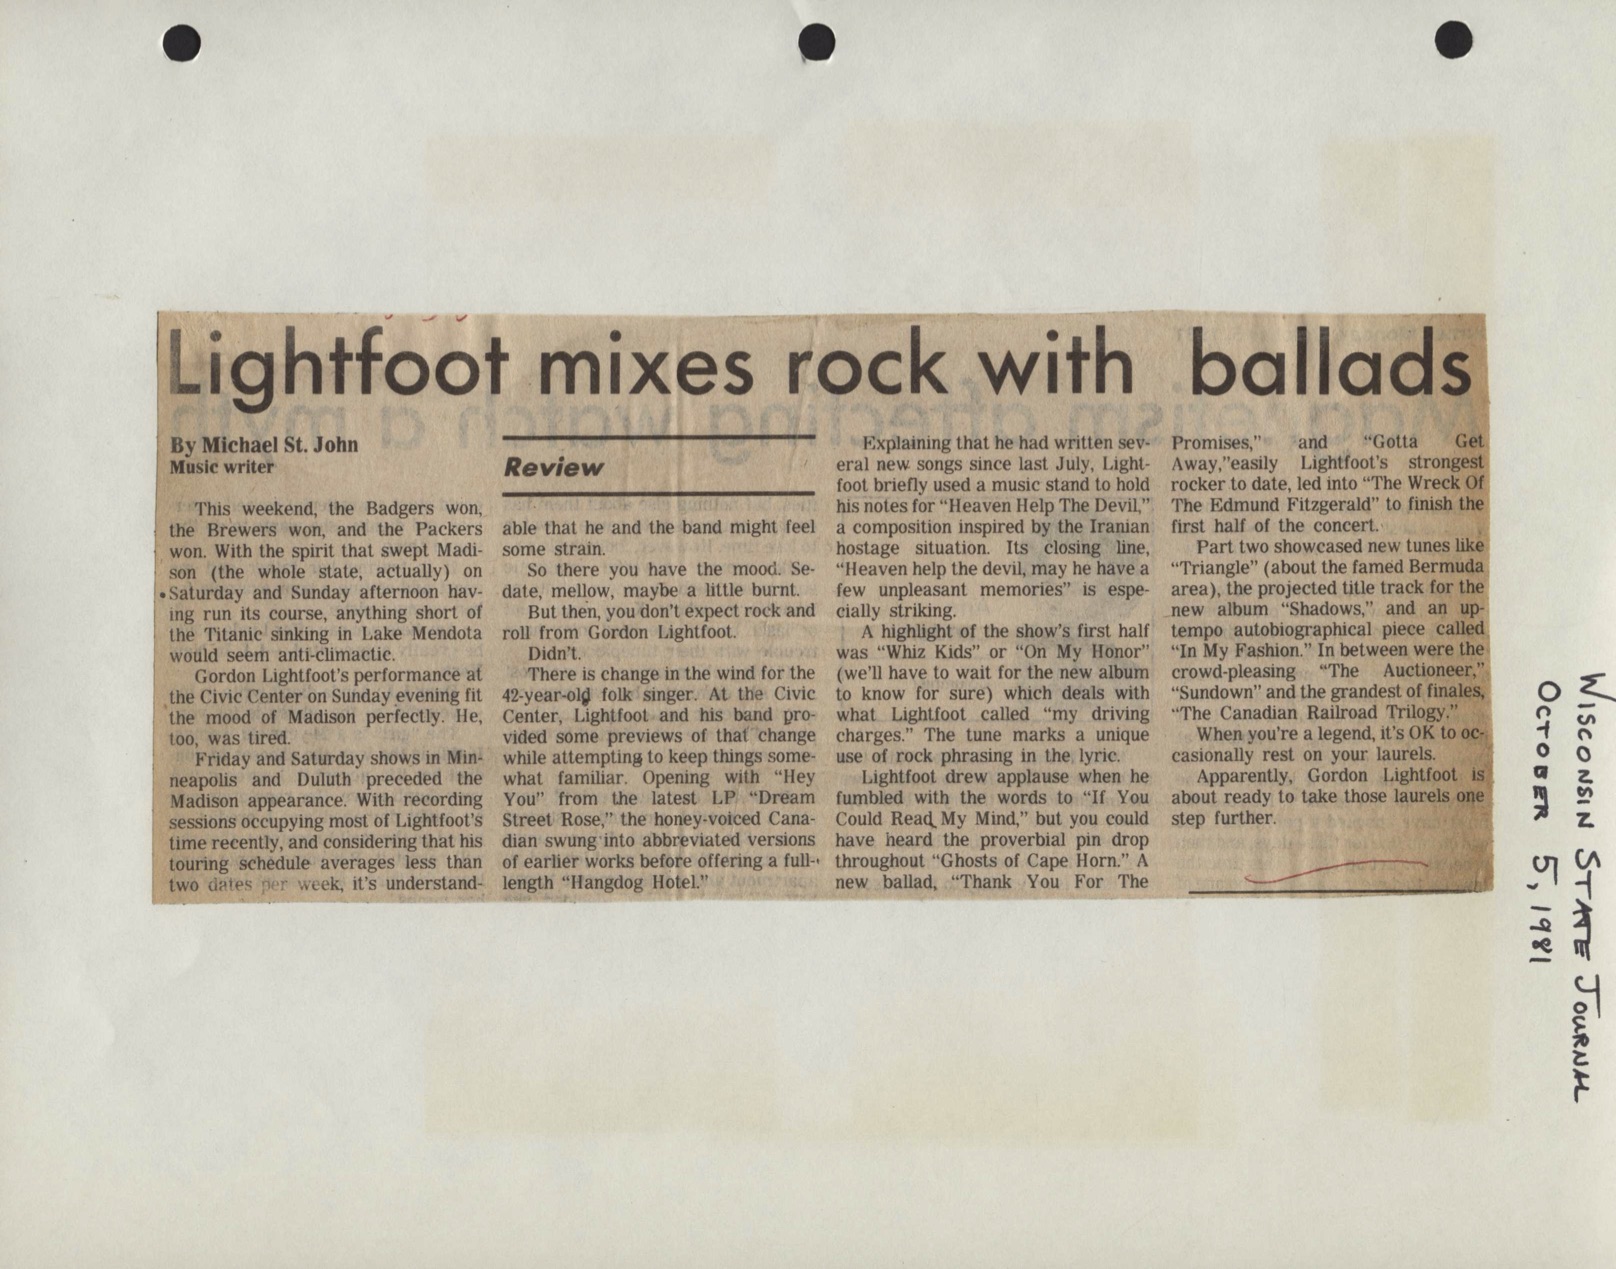 Lightfoot mixes rock with ballads
By Michael St. John
Music writer
This weekend, the Badgers won,
the Brewers won, and the Packers
won. With the spirit that swept Madi-
son (the whole state, actually) on
Saturday and Sunday afternoon hav-
ing run its course, anything short of
the Titanic sinking in Lake Mendota
would seem anti-climactic.
Gordon Lightfoot's performance at
the Civic Center on Sunday evening fit
the mood of Madison perfectly. He,
too, was tired.
Friday and Saturday shows in Min-
neapolis and Duluth preceded the
Madison appearance. With recording
sessions occupying most of Lightfoot's
time recently, and considering that his
touring schedule averages less than
two dates per week, it's understand-
Review
able that he and the band might feel
some strain.
So there you have the mood. Se-
date, mellow, maybe a little burnt.
But then, you don't expect rock and
roll from Gordon Lightfoot.
Didn't.
There is change in the wind for the
42-year-old folk singer. At the Civic
Center, Lightfoot and his band pro-
vided some previews of that change
while attempting to keep things some-
what familiar. Opening with "Hey
You" from the latest LP "Dream
Street Rose," the honey-voiced Cana-
dian swung into abbreviated versions
of earlier works before offering a full-
length "Hangdog Hotel."
Explaining that he had written sev-
eral new songs since last July, Light-
foot briefly used a music stand to hold
his notes for "Heaven Help The Devil,"
a composition inspired by the Iranian
hostage situation. Its closing line,
"Heaven help the devil, may he have a
few unpleasant memories" is espe-
cially striking.
A highlight of the show's first half
was "Whiz Kids" or "On My Honor"
(we'll have to wait for the new album
to know for sure) which deals with
what Lightfoot called "my driving
charges." The tune marks a unique
use of rock phrasing in the lyric.
Lightfoot drew applause when he
fumbled with the words to "If You
Could Read My Mind," but you could
have heard the proverbial pin drop
throughout "Ghosts of Cape Horn." A
new ballad, "Thank You For The
Promises," and "Gotta Get
Away,"easily Lightfoot's strongest
rocker to date, led into "The Wreck Of
The Edmund Fitzgerald" to finish the
first half of the concert.
Part two showcased new tunes like
"Triangle" (about the famed Bermuda
area), the projected title track for the
new album "Shadows," and an up-
tempo autobiographical piece called
"In My Fashion." In between were the
crowd-pleasing "The Auctioneer,"
"Sundown" and the grandest of finales,
"The Canadian Railroad Trilogy."
When you're a legend, it's OK to oc-
casionally rest on your laurels.
Apparently, Gordon Lightfoot is
about ready to take those laurels one
step further.
WISCONSIN STATE JOURNAL
OCTOBER 5, 1981